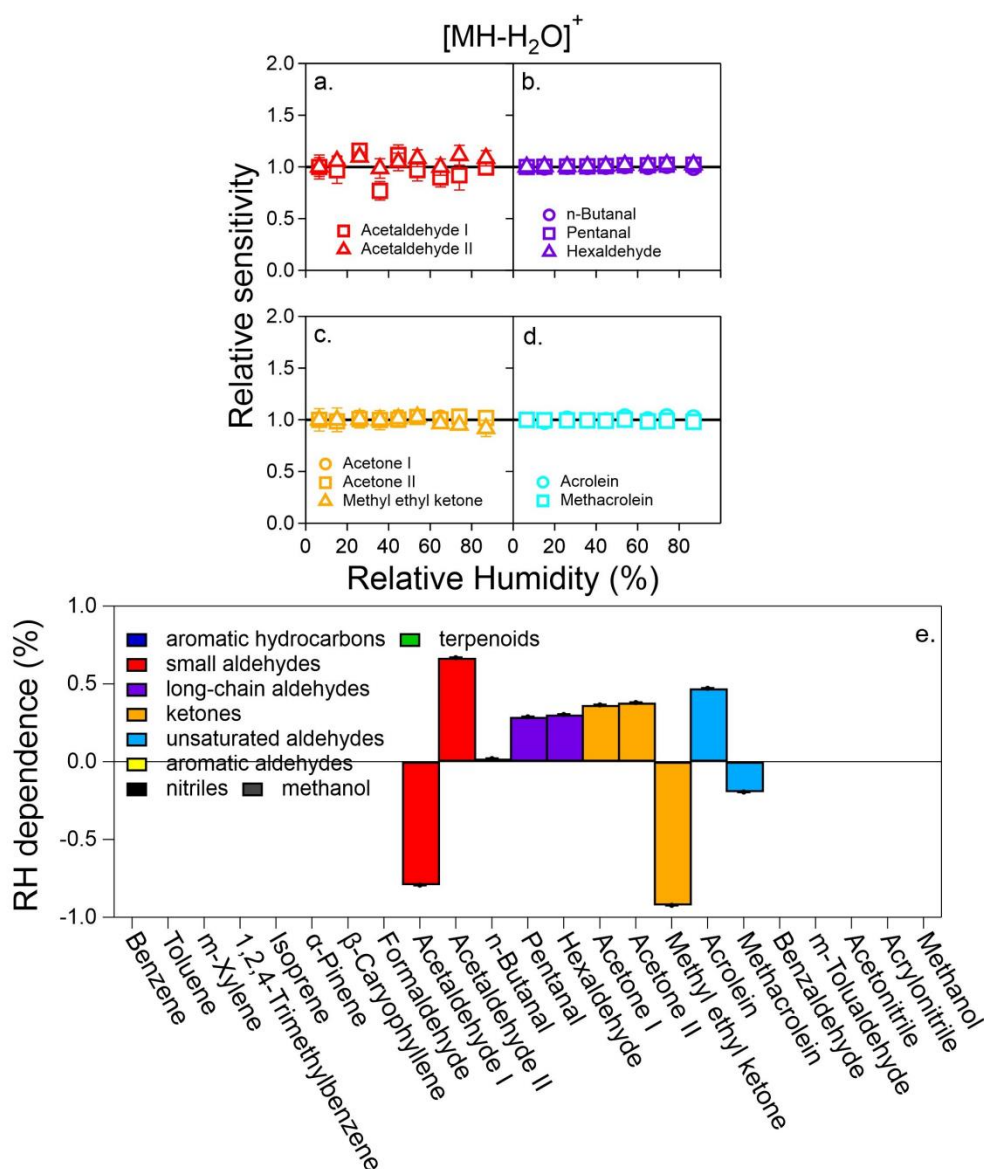 [MH-H₂O]⁺
a.
b.
2.0
1.5
1.0
0.5
0.0
Acetaldehyde I
Acetaldehyde II
n-Butanal
Pentanal
Hexaldehyde
Relative sensitivity
c.
d.
2.0
1.5
1.0
0.5
0.0
Acetone I
Acetone II
Methyl ethyl ketone
Acrolein
Methacrolein
0 20 40 60 80 0 20 40 60 80
Relative Humidity (%)
e.
RH dependence (%)
1.0
0.5
0.0
-0.5
-1.0
aromatic hydrocarbons terpenoids
small aldehydes
long-chain aldehydes
ketones
unsaturated aldehydes
aromatic aldehydes
nitriles methanol
Benzene
Toluene
m-Xylene
1,2,4-Trimethylbenzene
Isoprene
α-Pinene
β-Caryophyllene
Formaldehyde
Acetaldehyde I
Acetaldehyde II
n-Butanal
Pentanal
Hexaldehyde
Acetone I
Acetone II
Methyl ethyl ketone
Acrolein
Methacrolein
Benzaldehyde
m-Tolualdehyde
Acetonitrile
Acrylonitrile
Methanol